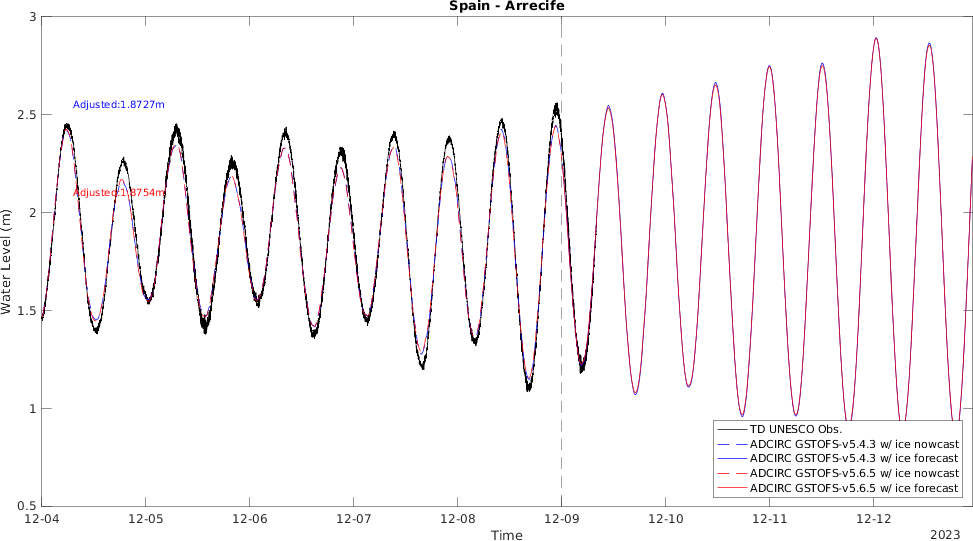 Spain - Arrecife
3
2.5
2
1.5
1
0.5
Water Level (m)
Adjusted:1.8727m
Adjusted:1.8754m
TD UNESCO Obs.
ADCIRC GSTOFS-v5.4.3 w/ ice nowcast
ADCIRC GSTOFS-v5.4.3 w/ ice forecast
ADCIRC GSTOFS-v5.6.5 w/ ice nowcast
ADCIRC GSTOFS-v5.6.5 w/ ice forecast
12-04 12-05 12-06 12-07 12-08 12-09 12-10 12-11 12-12
Time
2023